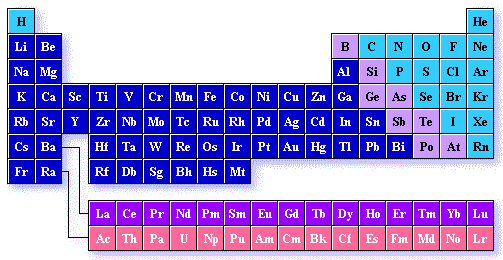 H He
Li Be B C N O F Ne
Na Mg Al Si P S Cl Ar
K Ca Sc Ti V Cr Mn Fe Co Ni Cu Zn Ga Ge As Se Br Kr
Rb Sr Y Zr Nb Mo Tc Ru Rh Pd Ag Cd In Sn Sb Te I Xe
Cs Ba Hf Ta W Re Os Ir Pt Au Hg Tl Pb Bi Po At Rn
Fr Ra Rf Db Sg Bh Hs Mt
La Ce Pr Nd Pm Sm Eu Gd Tb Dy Ho Er Tm Yb Lu
Ac Th Pa U Np Pu Am Cm Bk Cf Es Fm Md No Lr